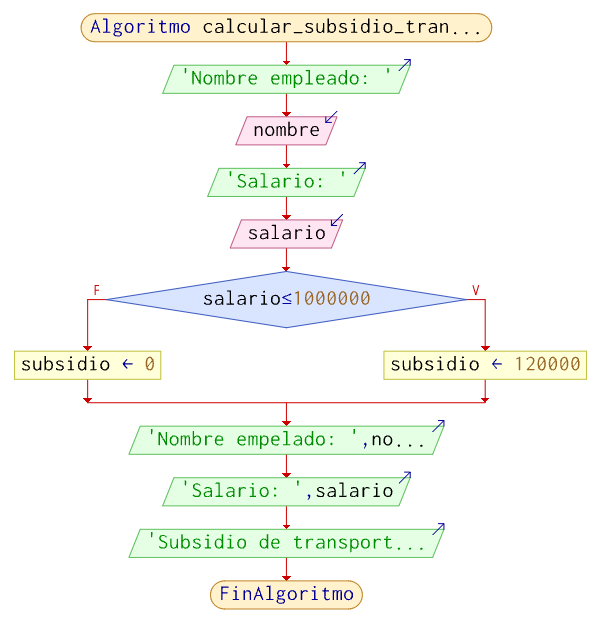 Algoritmo calcular_subsidio_tran...
'Nombre empleado: '
nombre
'Salario: '
salario
salario≤1000000
F
V
subsidio ← 0
subsidio ← 120000
'Nombre empelado: ',no...
'Salario: ',salario
'Subsidio de transport...
FinAlgoritmo